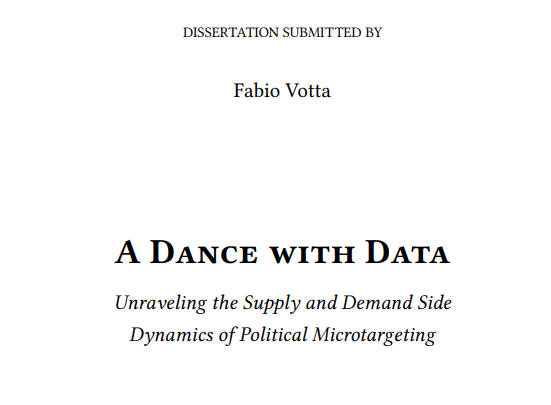 DISSERTATION SUBMITTED BY
Fabio Votta
A Dance with Data
Unraveling the Supply and Demand Side
Dynamics of Political Microtargeting